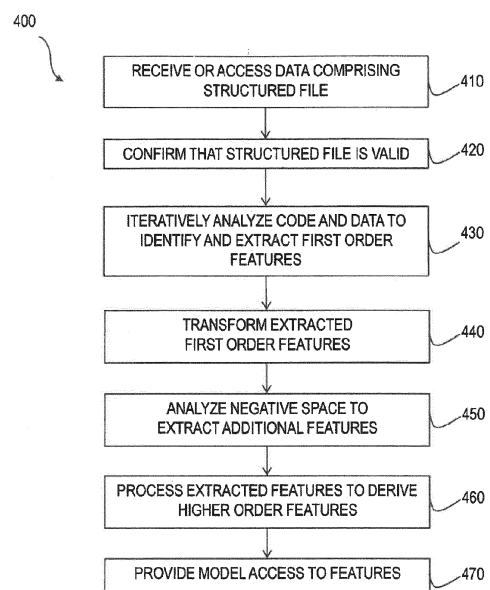 400
RECEIVE OR ACCESS DATA COMPRISING
STRUCTURED FILE
410
CONFIRM THAT STRUCTURED FILE IS VALID
420
ITERATIVELY ANALYZE CODE AND DATA TO
IDENTIFY AND EXTRACT FIRST ORDER
FEATURES
430
TRANSFORM EXTRACTED
FIRST ORDER FEATURES
440
ANALYZE NEGATIVE SPACE TO
EXTRACT ADDITIONAL FEATURES
450
PROCESS EXTRACTED FEATURES TO DERIVE
HIGHER ORDER FEATURES
460
PROVIDE MODEL ACCESS TO FEATURES
470